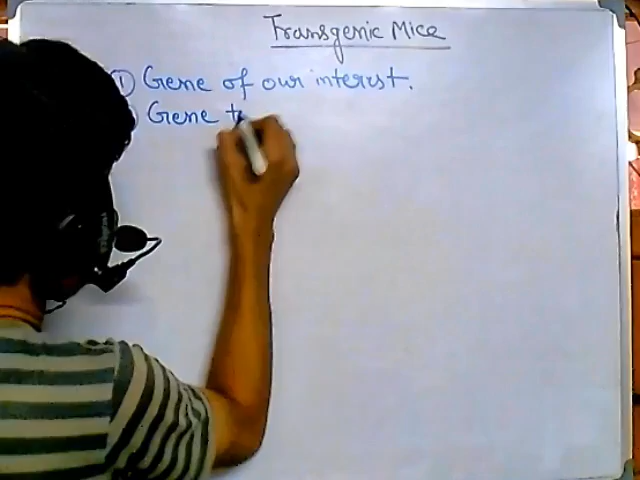 Transgenic Mice
① Gene of our interest.
Gene t